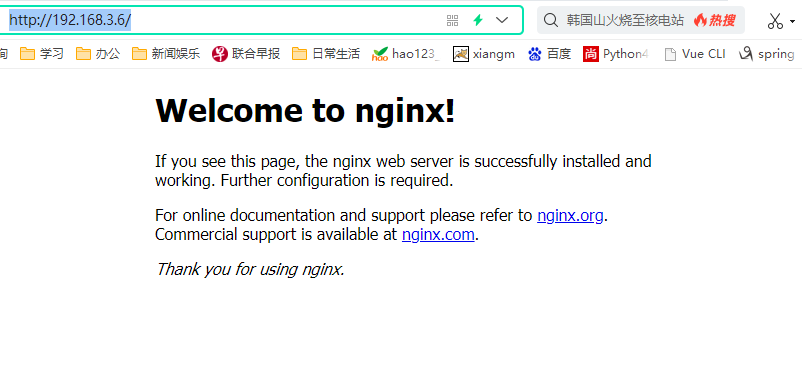 http://192.168.3.6/
韩国山火烧至核电站 热搜
询 学习 办公 新闻娱乐 联合早报 日常生活 hao123_ xiangm 百度 Python4 Vue CLI spring
Welcome to nginx!
If you see this page, the nginx web server is successfully installed and
working. Further configuration is required.
For online documentation and support please refer to nginx.org.
Commercial support is available at nginx.com.
Thank you for using nginx.